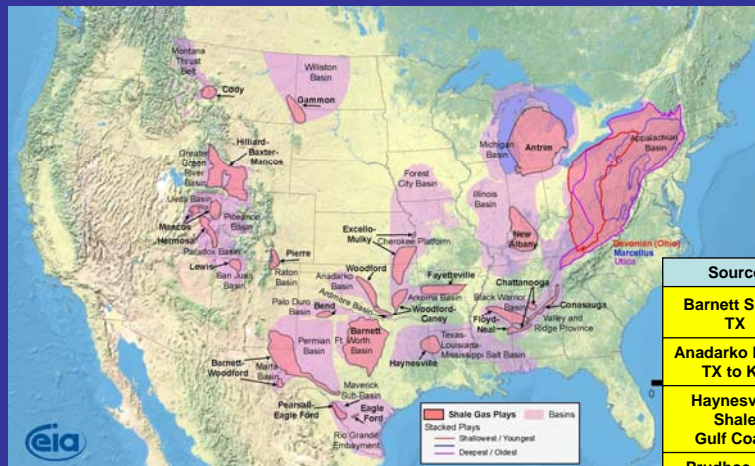 Montana
Thrust
Belt
Cody
Williston
Basin
Gammon
Hilliard-
Baxter-
Mancos
Greater
Green
River
Basin
Uinta Basin
Piceance
Basin
Mancos
Hermosa
Paradox Basin
Lewis
San Juan
Basin
Pierre
Raton
Basin
Forest
City Basin
Excello-
Mulky
Cherokee Platform
Michigan
Basin
Antrim
Illinois
Basin
New
Albany
Appalachian
Basin
Devonian (Ohio)
Marcellus
Utica
Anadarko
Basin
Woodford
Ardmore Basin
Palo Duro
Basin
Bend
Fayetteville
Arkoma Basin
Woodford-
Caney
Chattanooga
Black Warrior
Basin
Conasauga
Floyd-
Neal
Valley and
Ridge Province
Permian
Basin
Barnett
Ft. Worth
Basin
Barnett-
Woodford
Marfa
Basin
Haynesville
Texas-
Louisiana-
Mississippi Salt Basin
Maverick
Sub-Basin
Pearsall-
Eagle Ford
Eagle
Ford
Rio Grande
Embayment
Shale Gas Plays
Basins
Stacked Plays
Shallowest / Youngest
Deepest / Oldest
eia
0
Source
Barnett S
TX
Anadarko
TX to K
Haynesv
Shale
Gulf Coa
Prudhoe